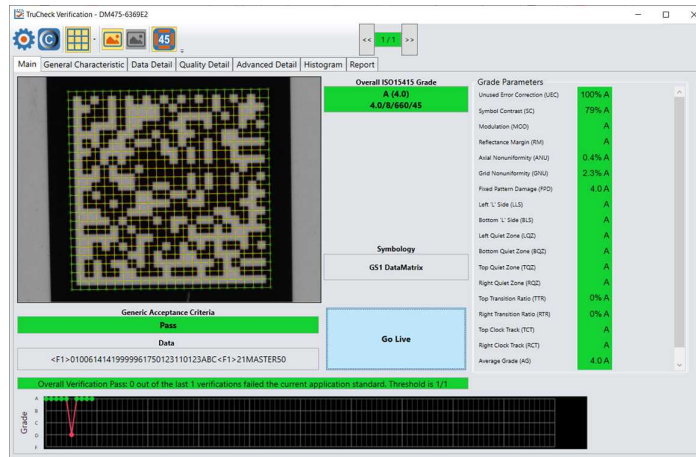 TruCheck Verification - DM475-6369E2
45
<< 1/1 >>
Main General Characteristic Data Detail Quality Detail Advanced Detail Histogram Report
Overall ISO15415 Grade
A (4.0)
4.0/8/660/45
Symbology
GS1 DataMatrix
Generic Acceptance Criteria
Pass
Data
<F1>01006141419999961750123110123ABC<F1>21MASTER50
Go Live
Grade Parameters
Unused Error Correction (UEC) 100% A
Symbol Contrast (SC) 79% A
Modulation (MOD) A
Reflectance Margin (RM) A
Axial Nonuniformity (ANU) 0.4% A
Grid Nonuniformity (GNU) 2.3% A
Fixed Pattern Damage (FPD) 4.0 A
Left 'L' Side (LLS) A
Bottom 'L' Side (BLS) A
Left Quiet Zone (LQZ) A
Bottom Quiet Zone (BQZ) A
Top Quiet Zone (TQZ) A
Right Quiet Zone (RQZ) A
Top Transition Ratio (TTR) 0% A
Right Transition Ratio (RTR) 0% A
Top Clock Track (TCT) A
Right Clock Track (RCT) A
Average Grade (AG) 4.0 A
Overall Verification Pass: 0 out of the last 1 verifications failed the current application standard. Threshold is 1/1
Grade
A
B
C
D
F